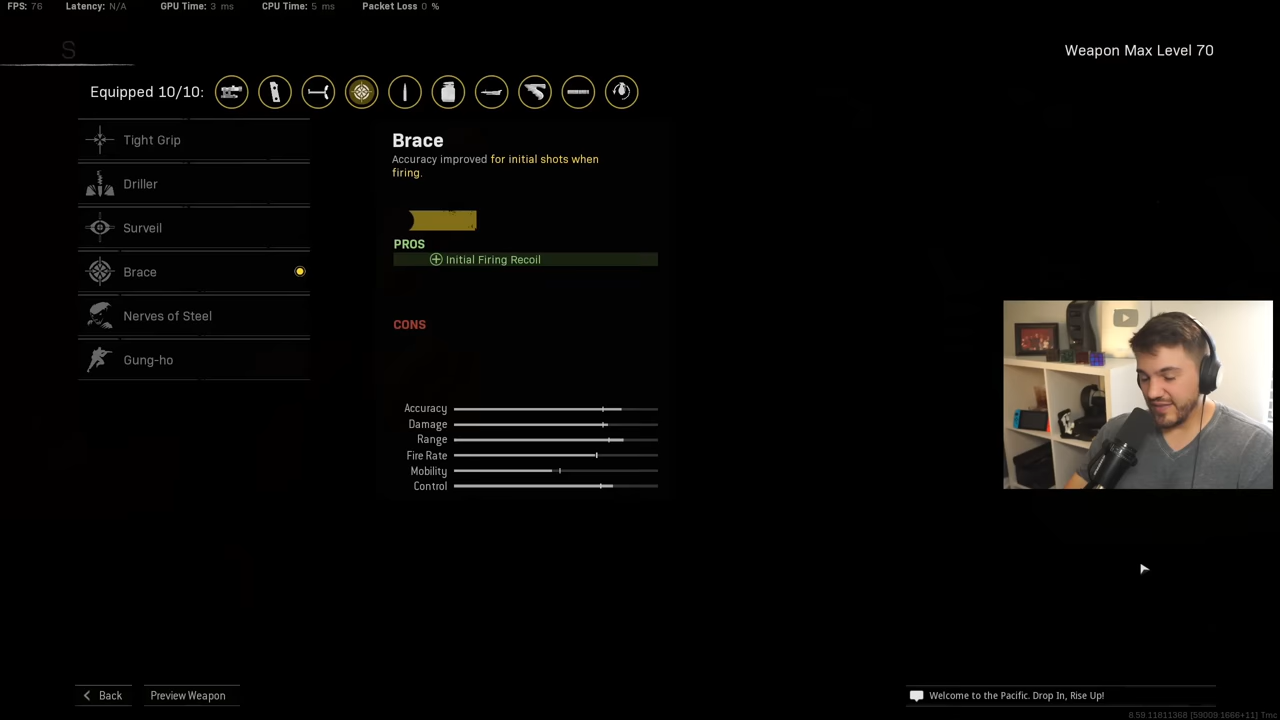 FPS: 76 Latency: N/A GPU Time: 3 ms CPU Time: 5 ms Packet Loss 0 %
S
Weapon Max Level 70
Equipped 10/10:
Tight Grip
Driller
Surveil
Brace
Nerves of Steel
Gung-ho
Brace
Accuracy improved for initial shots when
firing.
PROS
Initial Firing Recoil
CONS
Accuracy
Damage
Range
Fire Rate
Mobility
Control
Back
Preview Weapon
Welcome to the Pacific. Drop In, Rise Up!